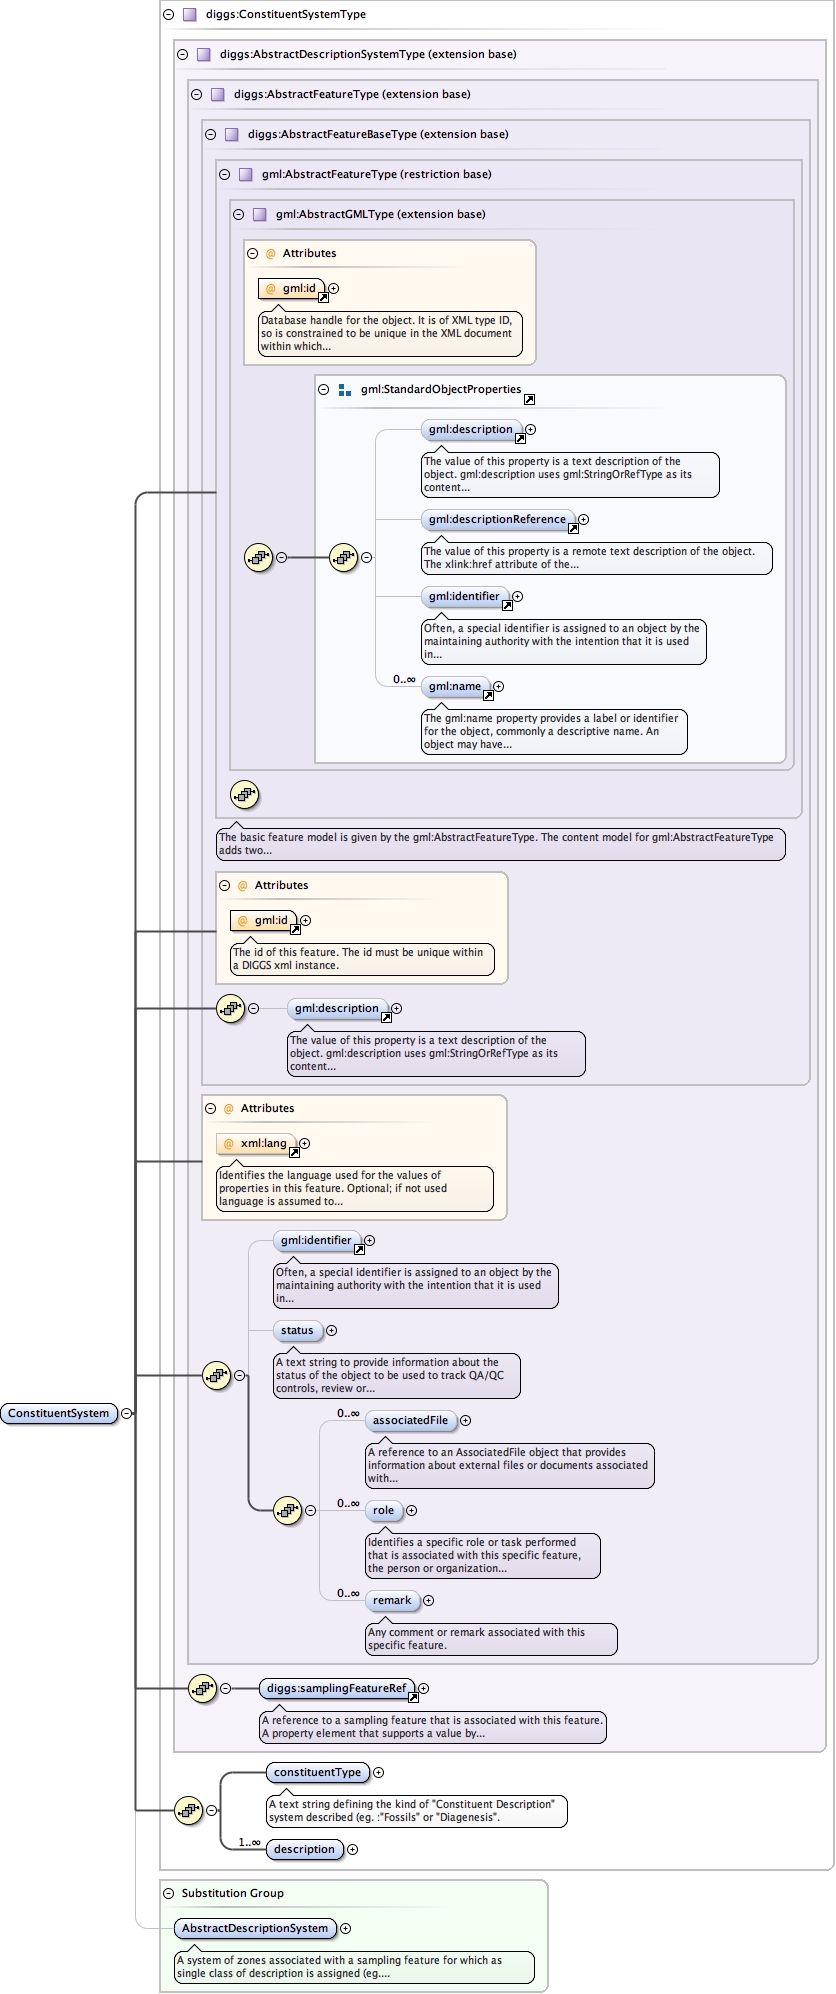 diggs:ConstituentSystemType
diggs:AbstractDescriptionSystemType (extension base)
diggs:AbstractFeatureType (extension base)
diggs:AbstractFeatureBaseType (extension base)
gml:AbstractFeatureType (restriction base)
gml:AbstractGMLType (extension base)
@ Attributes
@ gml:id
Database handle for the object. It is of XML type ID,
so is constrained to be unique in the XML document
within which...
gml:StandardObjectProperties
gml:description
The value of this property is a text description of the
object. gml:description uses gml:StringOrRefType as its
content...
gml:descriptionReference
The value of this property is a remote text description of the object.
The xlink:href attribute of the...
gml:identifier
Often, a special identifier is assigned to an object by the
maintaining authority with the intention that it is used
in...
0..∞
gml:name
The gml:name property provides a label or identifier
for the object, commonly a descriptive name. An
object may have...
The basic feature model is given by the gml:AbstractFeatureType. The content model for gml:AbstractFeatureType
adds two...
@ Attributes
@ gml:id
The id of this feature. The id must be unique within
a DIGGS xml instance.
gml:description
The value of this property is a text description of the
object. gml:description uses gml:StringOrRefType as its
content...
@ Attributes
@ xml:lang
Identifies the language used for the values of
properties in this feature. Optional; if not used
language is assumed to...
gml:identifier
Often, a special identifier is assigned to an object by the
maintaining authority with the intention that it is used
in...
status
A text string to provide information about the
status of the object to be used to track QA/QC
controls, review or...
ConstituentSystem
0..∞
associatedFile
A reference to an AssociatedFile object that provides
information about external files or documents associated
with...
0..∞
role
Identifies a specific role or task performed
that is associated with this specific feature,
the person or organization...
0..∞
remark
Any comment or remark associated with this
specific feature.
diggs:samplingFeatureRef
A reference to a sampling feature that is associated with this feature.
A property element that supports a value by...
constituentType
A text string defining the kind of "Constituent Description"
system described (eg. :"Fossils" or "Diagenesis".
1..∞
description
Substitution Group
AbstractDescriptionSystem
A system of zones associated with a sampling feature for which as
single class of description is assigned (eg....